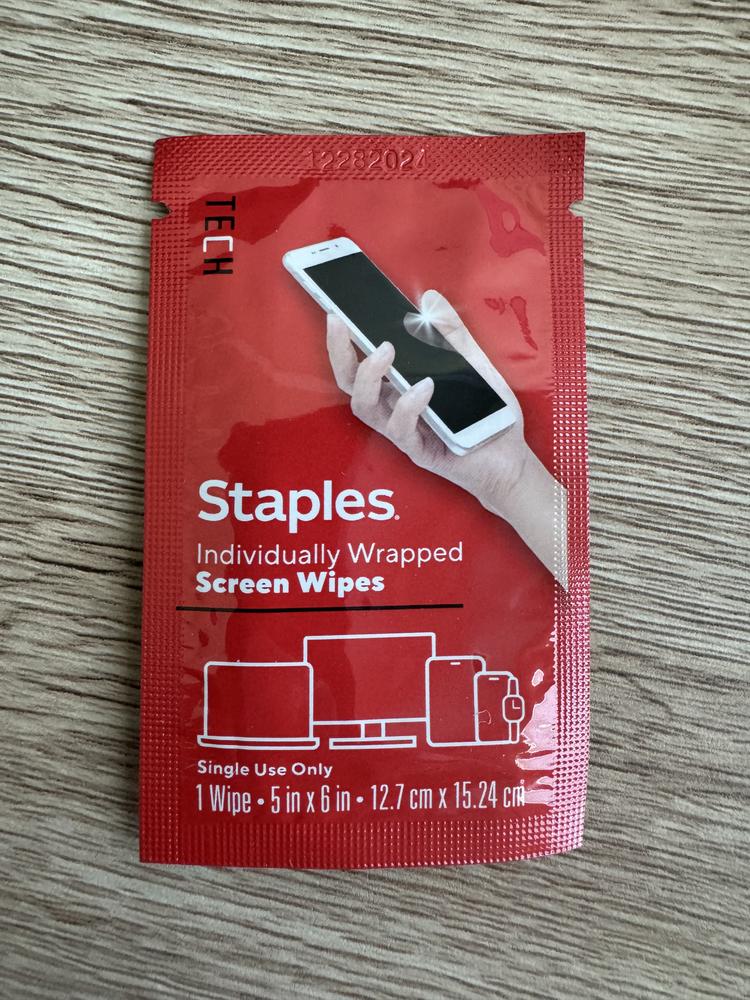 12282024
TECH
Staples.
Individually Wrapped
Screen Wipes
Single Use Only
1 Wipe • 5 in x 6 in • 12.7 cm x 15.24 cm